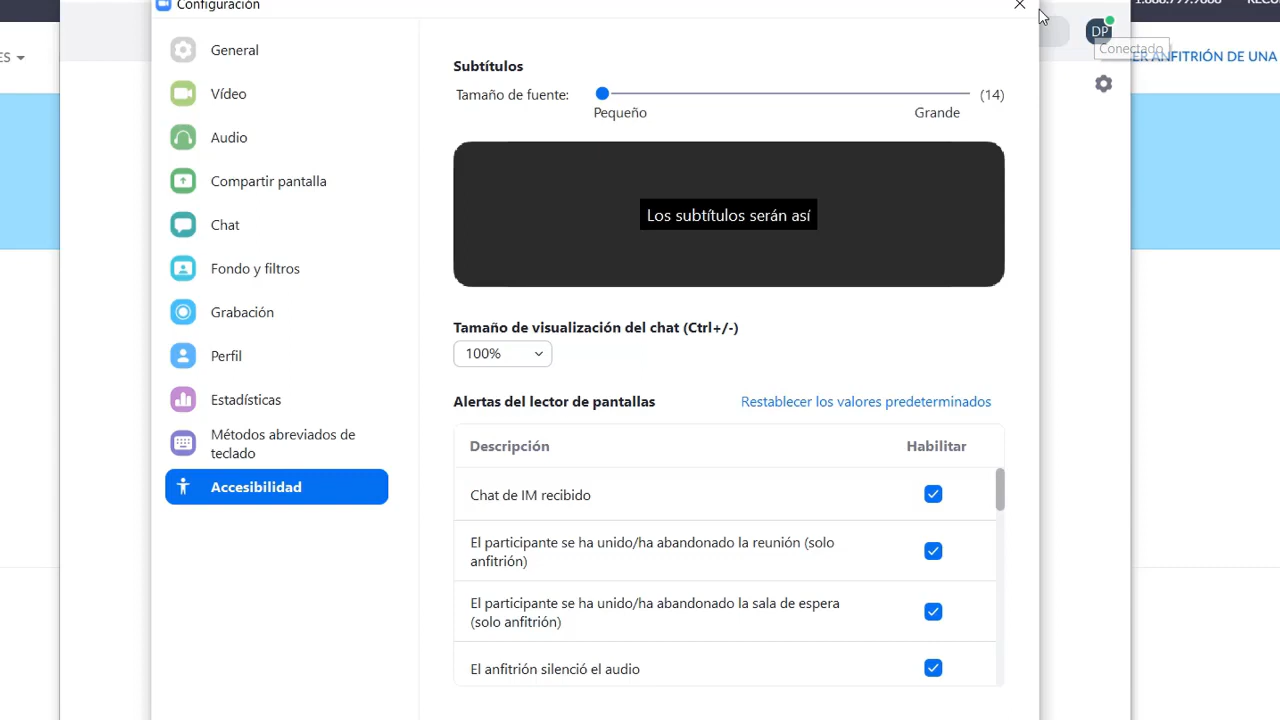 Configuración
ES
DP
Conectado
ER ANFITRIÓN DE UNA
General
Vídeo
Audio
Compartir pantalla
Chat
Fondo y filtros
Grabación
Perfil
Estadísticas
Métodos abreviados de
teclado
Accesibilidad
Subtítulos
Tamaño de fuente:
(14)
Pequeño
Grande
Los subtítulos serán así
Tamaño de visualización del chat (Ctrl+/-)
100%
Alertas del lector de pantallas
Restablecer los valores predeterminados
Descripción
Habilitar
Chat de IM recibido
El participante se ha unido/ha abandonado la reunión (solo
anfitrión)
El participante se ha unido/ha abandonado la sala de espera
(solo anfitrión)
El anfitrión silenció el audio